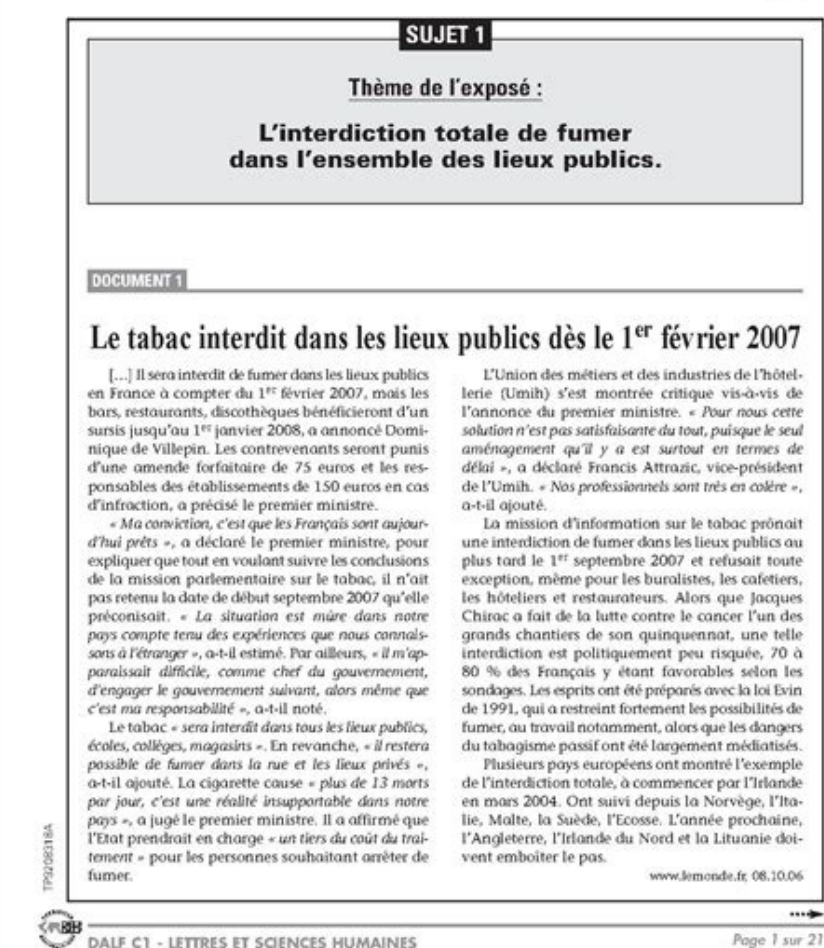 SUJET 1
Thème de l'exposé :
L'interdiction totale de fumer
dans l'ensemble des lieux publics.
DOCUMENT 1
Le tabac interdit dans les lieux publics dès le 1er février 2007
[...] Il sera interdit de fumer dans les lieux publics
en France à compter du 1er février 2007, mais les
bars, restaurants, discothèques bénéficieront d'un
sursis jusqu'au 1er janvier 2008, a annoncé Domi-
nique de Villepin. Les contrevenants seront punis
d'une amende forfaitaire de 75 euros et les res-
ponsables des établissements de 150 euros en cas
d'infraction, a précisé le premier ministre.
« Ma conviction, c'est que les Français sont aujour-
d'hui prêts », a déclaré le premier ministre, pour
expliquer que tout en voulant suivre les conclusions
de la mission parlementaire sur le tabac, il n'ait
pas retenu la date de début septembre 2007 qu'elle
préconisait. « La situation est mûre dans notre
pays compte tenu des expériences que nous connais-
sons à l'étranger », a-t-il estimé. Par ailleurs, « il m'ap-
paraissait difficile, comme chef du gouvernement,
d'engager le gouvernement suivant, alors même que
c'est ma responsabilité », a-t-il noté.
Le tabac « sera interdit dans tous les lieux publics,
écoles, collèges, magasins ». En revanche, « il restera
possible de fumer dans la rue et les lieux privés »,
a-t-il ajouté. La cigarette cause « plus de 13 morts
par jour, c'est une réalité insupportable dans notre
pays », a jugé le premier ministre. Il a affirmé que
l'Etat prendrait en charge « un tiers du coût du trai-
tement » pour les personnes souhaitant arrêter de
fumer.
L'Union des métiers et des industries de l'hôtel-
lerie (Umih) s'est montrée critique vis-à-vis de
l'annonce du premier ministre. « Pour nous cette
solution n'est pas satisfaisante du tout, puisque le seul
aménagement qu'il y a est surtout en termes de
délai », a déclaré Francis Attrazic, vice-président
de l'Umih. « Nos professionnels sont très en colère »,
a-t-il ajouté.
La mission d'information sur le tabac prônait
une interdiction de fumer dans les lieux publics au
plus tard le 1er septembre 2007 et refusait toute
exception, même pour les buralistes, les cafetiers,
les hôteliers et restaurateurs. Alors que Jacques
Chirac a fait de la lutte contre le cancer l'un des
grands chantiers de son quinquennat, une telle
interdiction est politiquement peu risquée, 70 à
80 % des Français y étant favorables selon les
sondages. Les esprits ont été préparés avec la loi Evin
de 1991, qui a restreint fortement les possibilités de
fumer, au travail notamment, alors que les dangers
du tabagisme passif ont été largement médiatisés.
Plusieurs pays européens ont montré l'exemple
de l'interdiction totale, à commencer par l'Irlande
en mars 2004. Ont suivi depuis la Norvège, l'Ita-
lie, Malte, la Suède, l'Ecosse. L'année prochaine,
l'Angleterre, l'Irlande du Nord et la Lituanie doi-
vent emboîter le pas.
www.lemonde.fr, 08.10.06
TP9208318A
DALF C1 - LETTRES ET SCIENCES HUMAINES
Page 1 sur 21